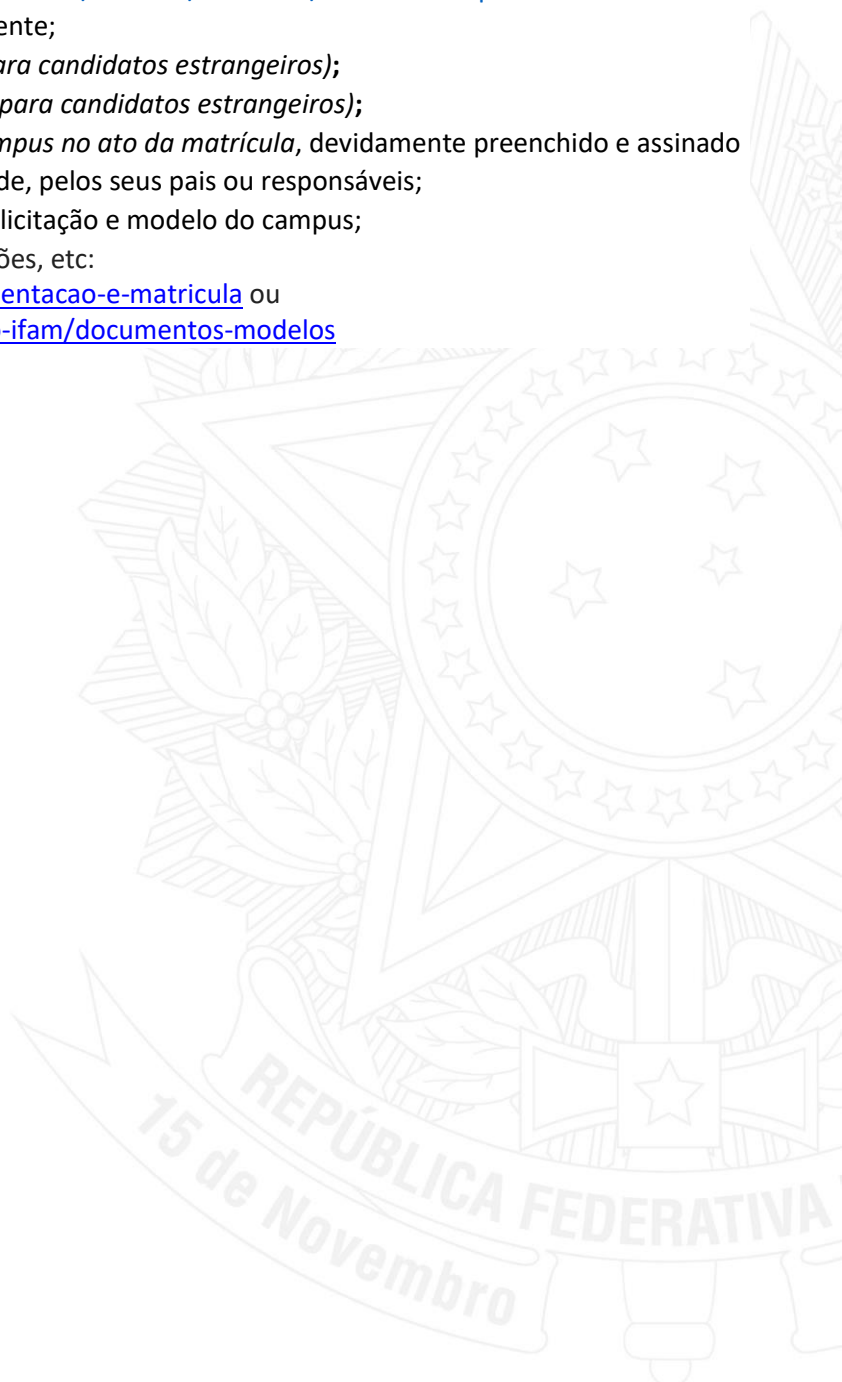 ente;
ara candidatos estrangeiros);
para candidatos estrangeiros);
mpus no ato da matrícula, devidamente preenchido e assinado
de, pelos seus pais ou responsáveis;
licitação e modelo do campus;
ões, etc:
entacao-e-matricula ou
-ifam/documentos-modelos
REPÚBLICA FEDERATIVA
15 de Novembro